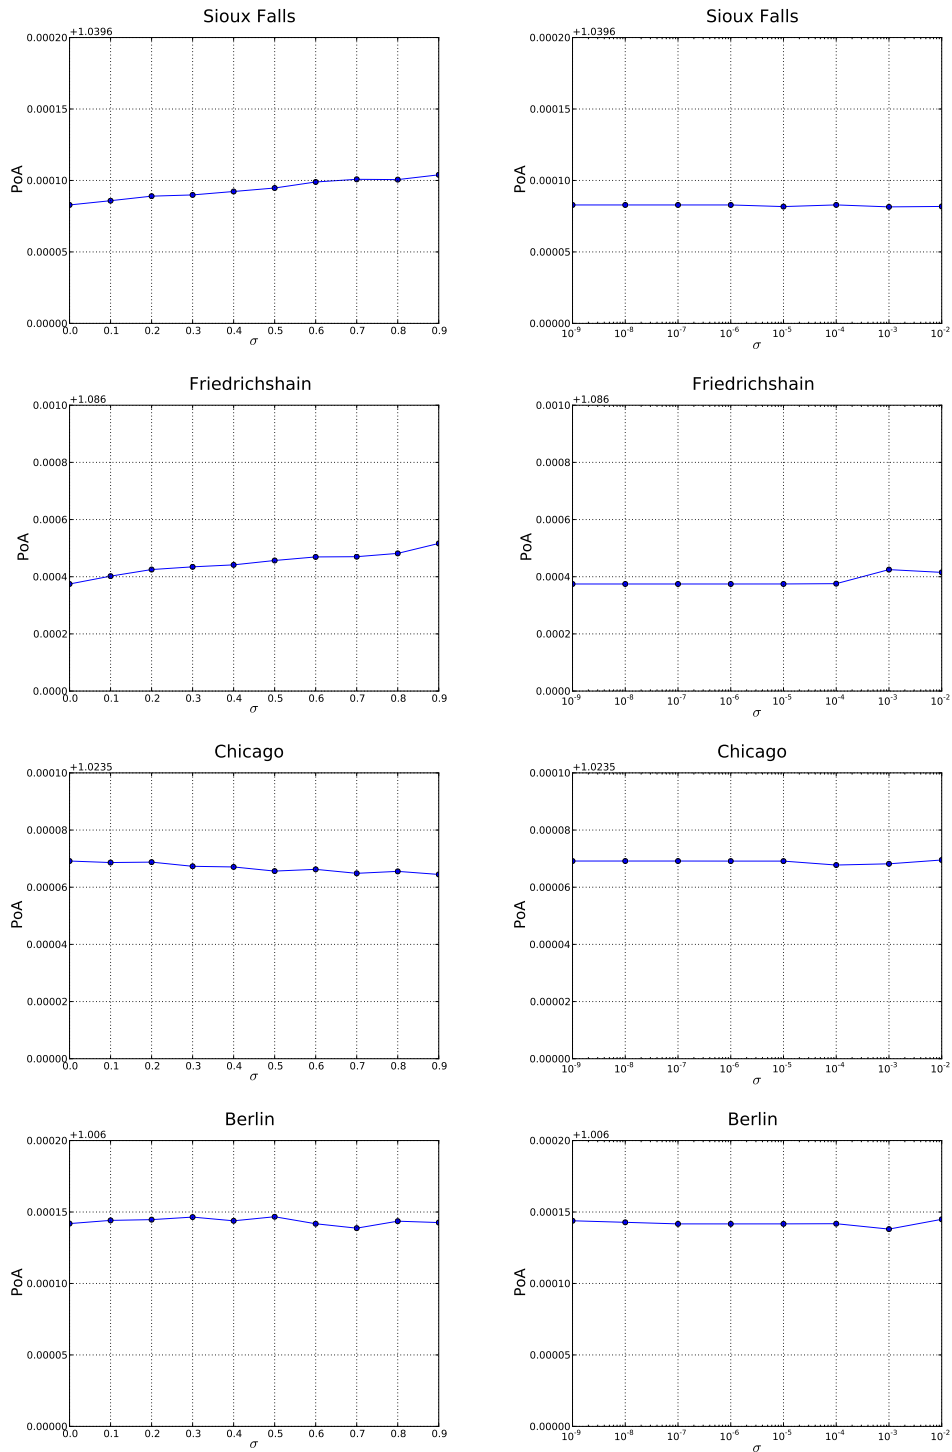 Sioux Falls
+1.0396
0.00020
0.00015
0.00010
0.00005
0.00000
PoA
0.0 0.1 0.2 0.3 0.4 0.5 0.6 0.7 0.8 0.9
σ
Sioux Falls
+1.0396
0.00020
0.00015
0.00010
0.00005
0.00000
PoA
10⁻⁹ 10⁻⁸ 10⁻⁷ 10⁻⁶ 10⁻⁵ 10⁻⁴ 10⁻³ 10⁻²
σ
Friedrichshain
+1.086
0.0010
0.0008
0.0006
0.0004
0.0002
0.0000
PoA
0.0 0.1 0.2 0.3 0.4 0.5 0.6 0.7 0.8 0.9
σ
Friedrichshain
+1.086
0.0010
0.0008
0.0006
0.0004
0.0002
0.0000
PoA
10⁻⁹ 10⁻⁸ 10⁻⁷ 10⁻⁶ 10⁻⁵ 10⁻⁴ 10⁻³ 10⁻²
σ
Chicago
+1.0235
0.00010
0.00008
0.00006
0.00004
0.00002
0.00000
PoA
0.0 0.1 0.2 0.3 0.4 0.5 0.6 0.7 0.8 0.9
σ
Chicago
+1.0235
0.00010
0.00008
0.00006
0.00004
0.00002
0.00000
PoA
10⁻⁹ 10⁻⁸ 10⁻⁷ 10⁻⁶ 10⁻⁵ 10⁻⁴ 10⁻³ 10⁻²
σ
Berlin
+1.006
0.00020
0.00015
0.00010
0.00005
0.00000
PoA
0.0 0.1 0.2 0.3 0.4 0.5 0.6 0.7 0.8 0.9
σ
Berlin
+1.006
0.00020
0.00015
0.00010
0.00005
0.00000
PoA
10⁻⁹ 10⁻⁸ 10⁻⁷ 10⁻⁶ 10⁻⁵ 10⁻⁴ 10⁻³ 10⁻²
σ